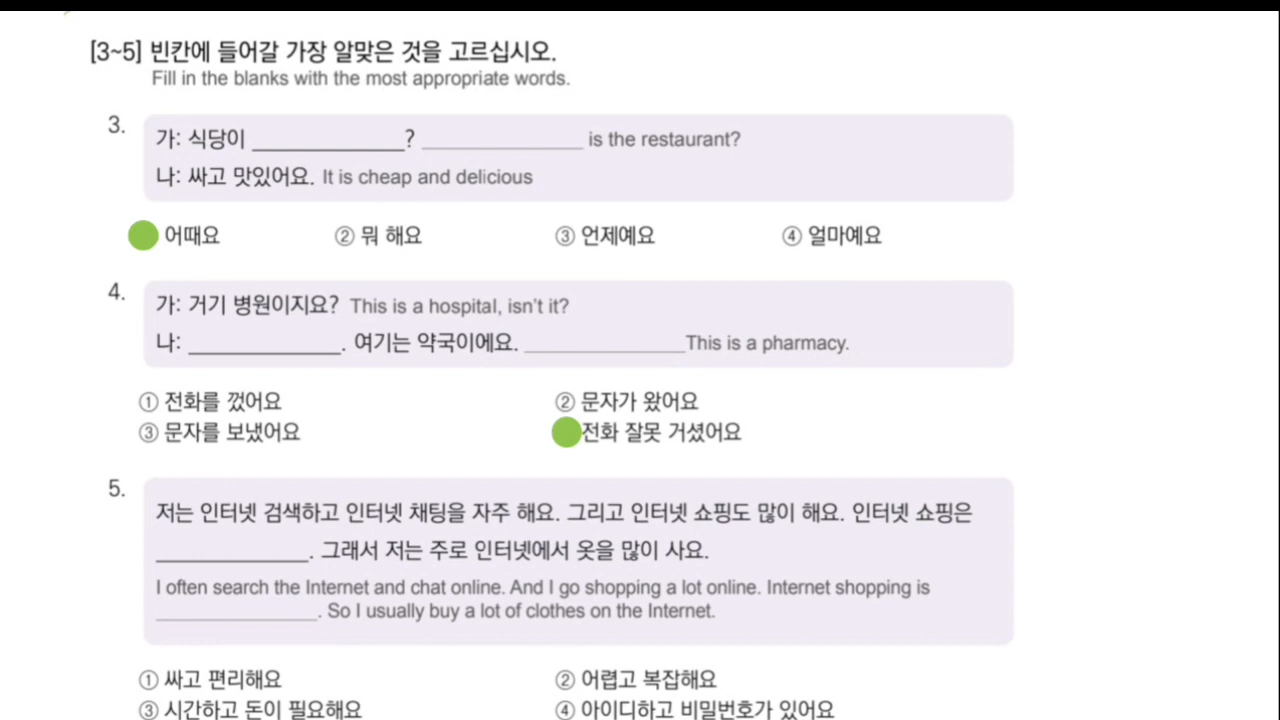 [3~5] 빈칸에 들어갈 가장 알맞은 것을 고르십시오.
Fill in the blanks with the most appropriate words.
3.
가: 식당이 ______________? ______________ is the restaurant?
나: 싸고 맛있어요. It is cheap and delicious
어때요 ② 뭐 해요 ③ 언제예요 ④ 얼마예요
4.
가: 거기 병원이지요? This is a hospital, isn't it?
나: ______________. 여기는 약국이에요. ______________This is a pharmacy.
① 전화를 껐어요 ② 문자가 왔어요
③ 문자를 보냈어요 전화 잘못 거셨어요
5.
저는 인터넷 검색하고 인터넷 채팅을 자주 해요. 그리고 인터넷 쇼핑도 많이 해요. 인터넷 쇼핑은
______________. 그래서 저는 주로 인터넷에서 옷을 많이 사요.
I often search the Internet and chat online. And I go shopping a lot online. Internet shopping is
______________. So I usually buy a lot of clothes on the Internet.
① 싸고 편리해요 ② 어렵고 복잡해요
③ 시간하고 돈이 필요해요 ④ 아이디하고 비밀번호가 있어요